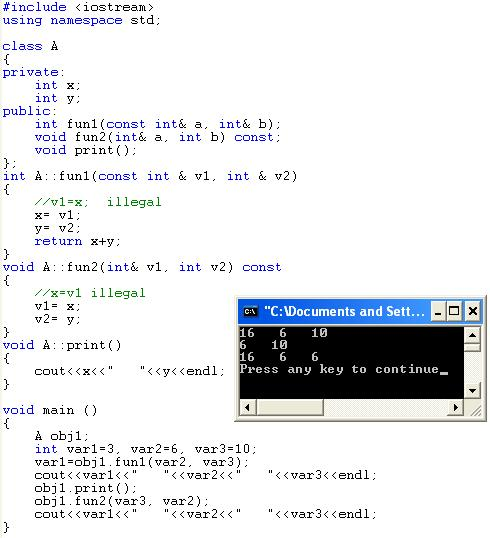 #include <iostream>
using namespace std;
class A
{
private:
int x;
int y;
public:
int fun1(const int& a, int& b);
void fun2(int& a, int b) const;
void print();
};
int A::fun1(const int & v1, int & v2)
{
//v1=x;  illegal
x= v1;
y= v2;
return x+y;
}
void A::fun2(int& v1, int v2) const
{
//x=v1 illegal
v1= x;
v2= y;
}
void A::print()
{
cout<<x<<"   "<<y<<endl;
}
void main ()
{
A obj1;
int var1=3, var2=6, var3=10;
var1=obj1.fun1(var2, var3);
cout<<var1<<"   "<<var2<<"   "<<var3<<endl;
obj1.print();
obj1.fun2(var3, var2);
cout<<var1<<"   "<<var2<<"   "<<var3<<endl;
}
"C:\Documents and Sett...
16   6   10
6   10
16   6   6
Press any key to continue_